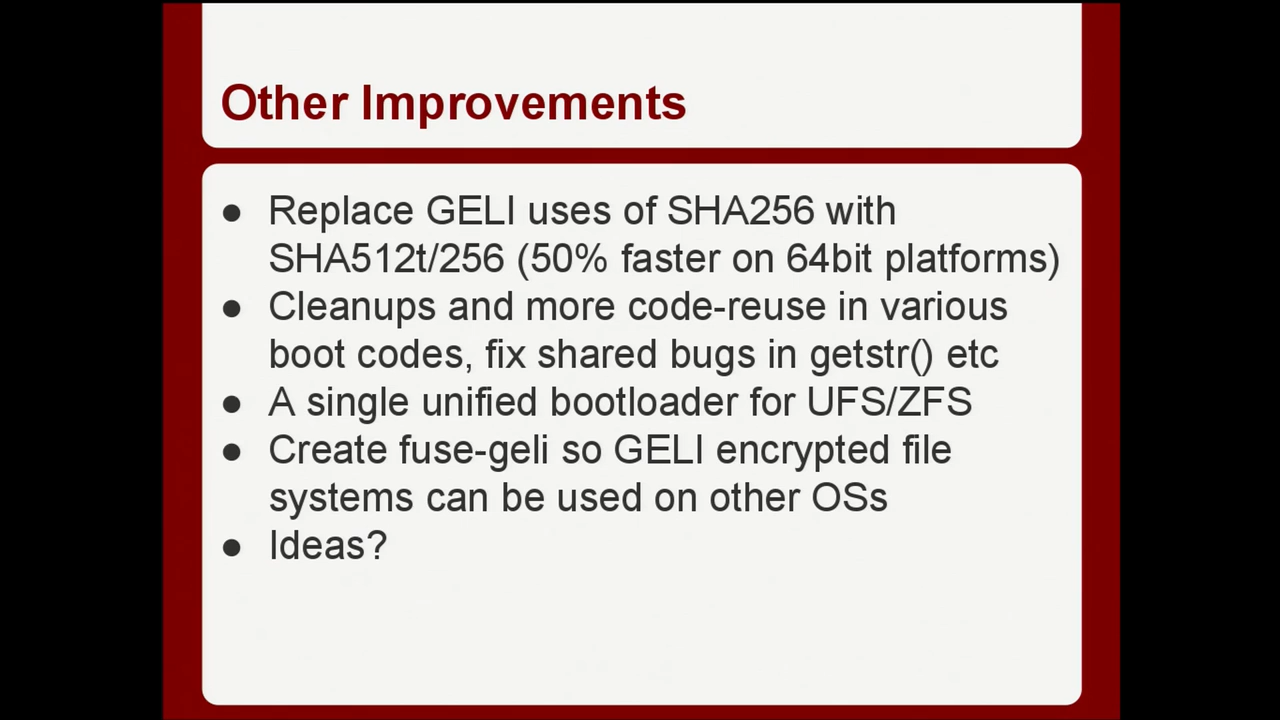 Other Improvements
● Replace GELI uses of SHA256 with
SHA512t/256 (50% faster on 64bit platforms)
● Cleanups and more code-reuse in various
boot codes, fix shared bugs in getstr() etc
● A single unified bootloader for UFS/ZFS
● Create fuse-geli so GELI encrypted file
systems can be used on other OSs
● Ideas?